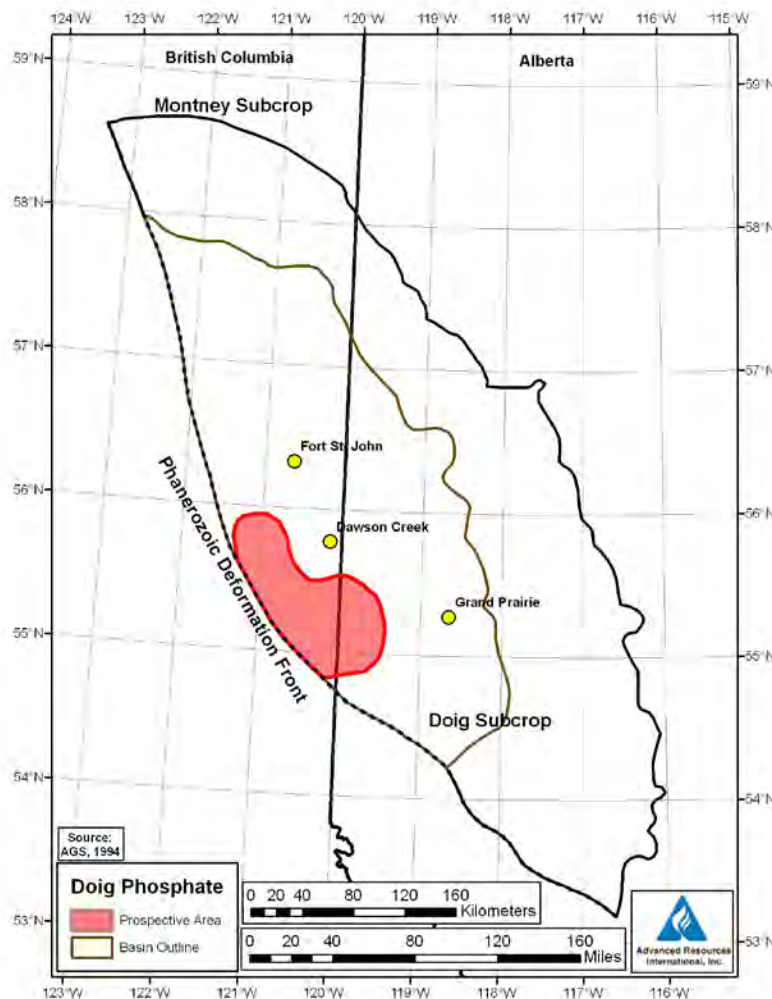 124°W 123°W 122°W 121°W 120°W 119°W 118°W 117°W 116°W 115°W
British Columbia
Alberta
59°N
59°N
Montney Subcrop
58°N
58°N
57°N
57°N
Fort St. John
56°N
56°N
Dawson Creek
Phanerozoic Deformation Front
Grand Prairie
55°N
55°N
Doig Subcrop
54°N
54°N
Source:
AGS, 1994
Doig Phosphate
Prospective Area
Basin Outline
0 20 40 80 120 160
Kilometers
0 20 40 80 120 160
Miles
Advanced Resources
International, Inc.
53°N
53°N
123°W 122°W 121°W 120°W 119°W 118°W 117°W 116°W